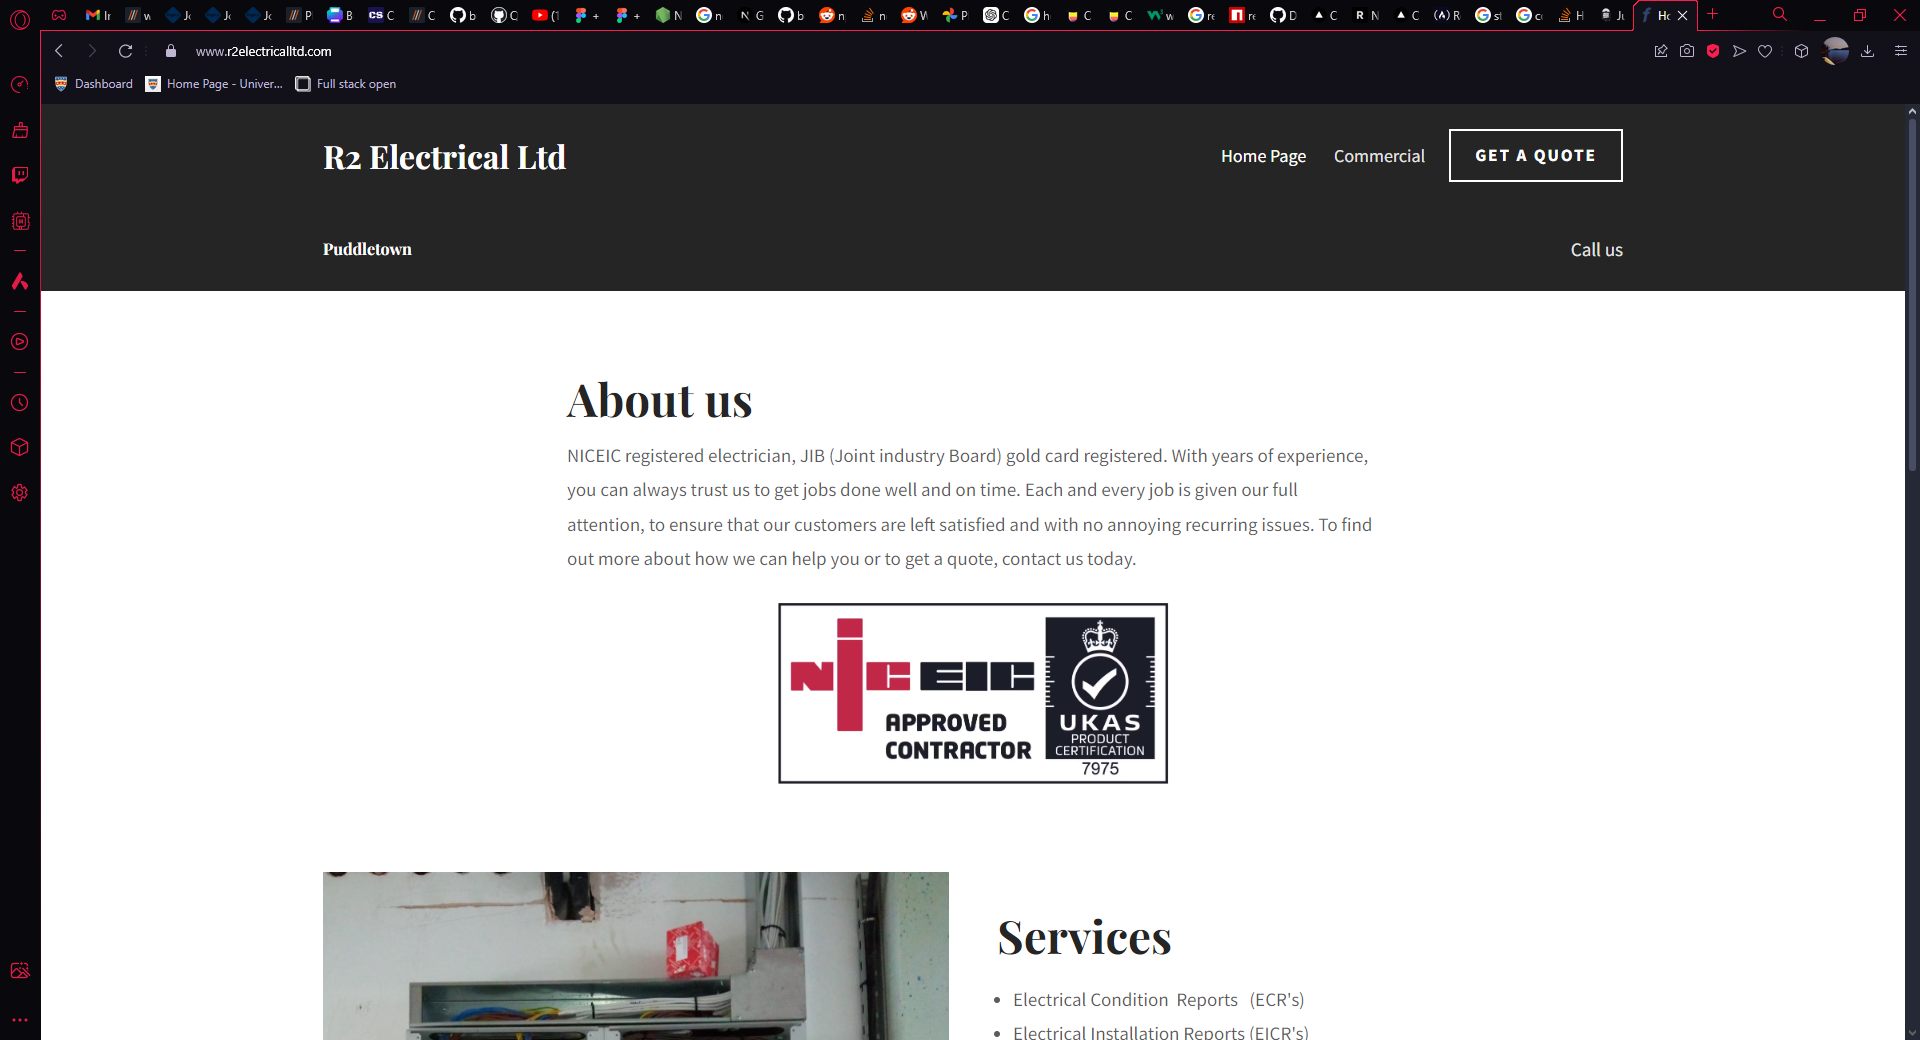 www.r2electricalltd.com
Dashboard
Home Page - Univer...
Full stack open
R2 Electrical Ltd
Home Page
Commercial
GET A QUOTE
Puddletown
Call us
About us
NICEIC registered electrician, JIB (Joint industry Board) gold card registered. With years of experience,
you can always trust us to get jobs done well and on time. Each and every job is given our full
attention, to ensure that our customers are left satisfied and with no annoying recurring issues. To find
out more about how we can help you or to get a quote, contact us today.
NICEIC
APPROVED
CONTRACTOR
UKAS
PRODUCT
CERTIFICATION
7975
Services
Electrical Condition Reports (ECR's)
Electrical Installation Reports (EICR's)